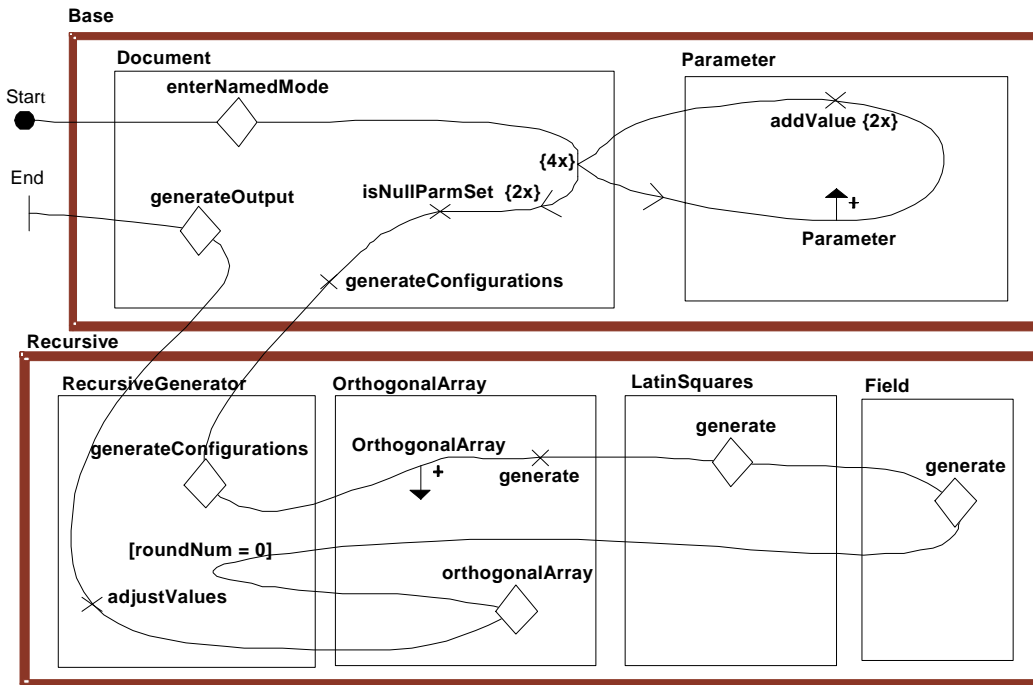 Base
Document
Parameter
enterNamedMode
Start
addValue {2x}
{4x}
End
isNullParmSet {2x}
generateOutput
+
Parameter
generateConfigurations
Recursive
RecursiveGenerator
OrthogonalArray
LatinSquares
Field
generateConfigurations
OrthogonalArray
generate
generate
+
generate
[roundNum = 0]
orthogonalArray
adjustValues